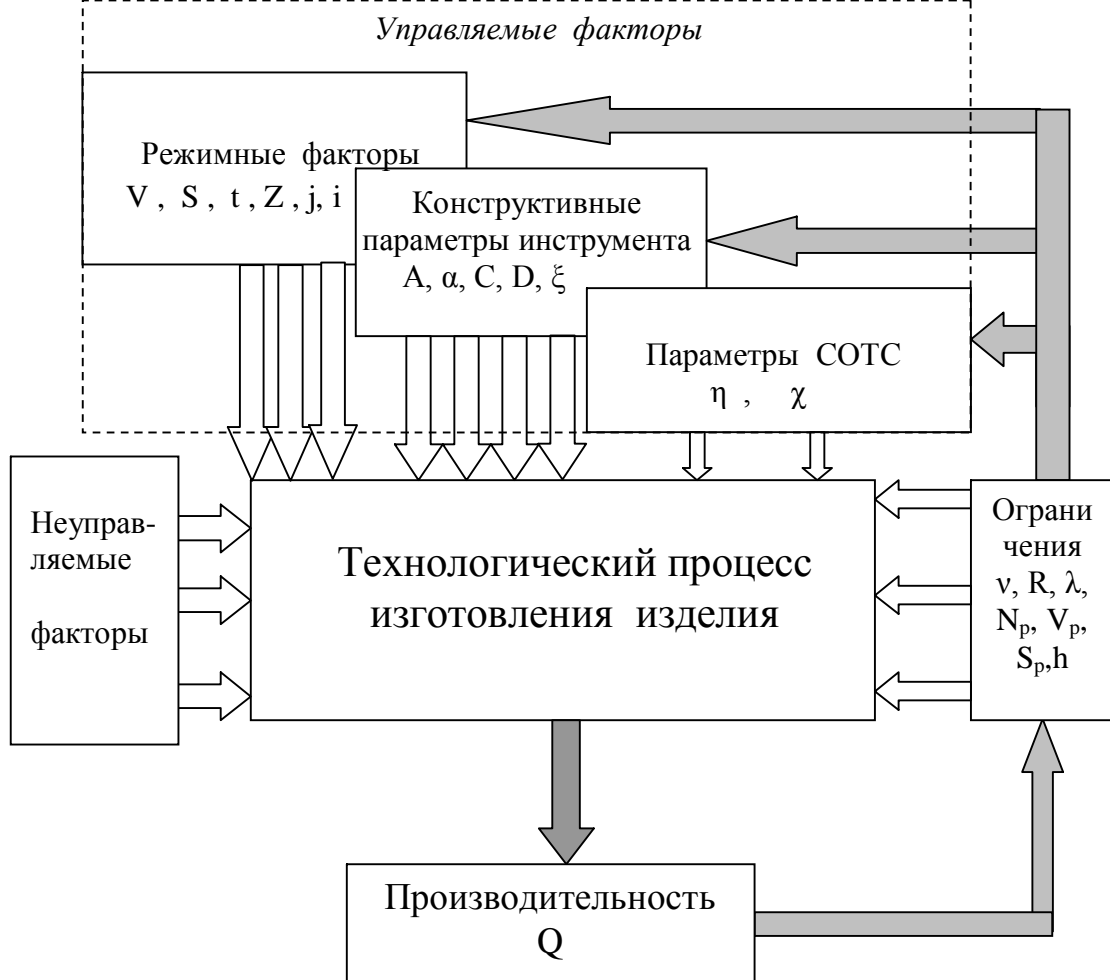 Управляемые факторы
Режимные факторы
V , S , t , Z , j, i
Конструктивные
параметры инструмента
A, α, C, D, ξ
Параметры СОТС
η , χ
Неуправ-
ляемые
факторы
Технологический процесс
изготовления изделия
Ограни
чения
ν, R, λ,
Nр, Vр,
Sр,h
Производительность
Q